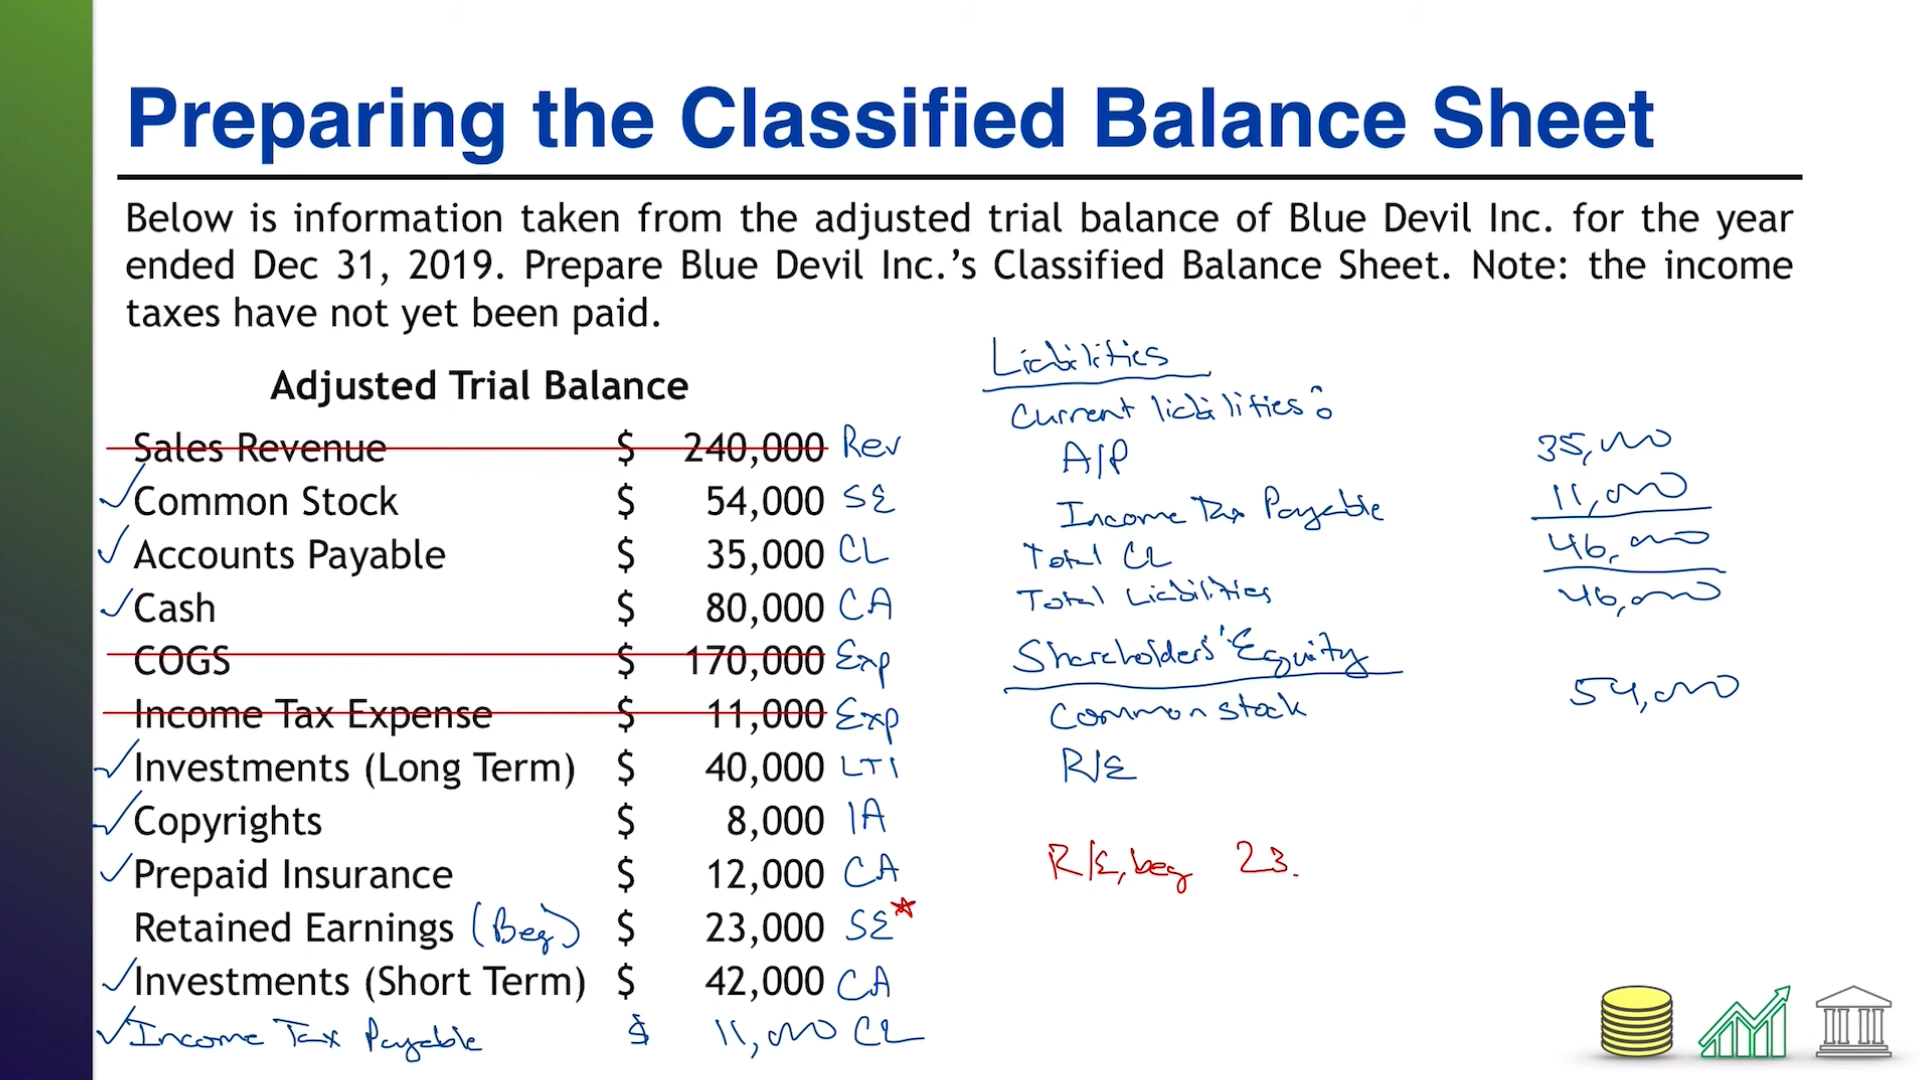 Preparing the Classified Balance Sheet
Below is information taken from the adjusted trial balance of Blue Devil Inc. for the year
ended Dec 31, 2019. Prepare Blue Devil Inc.’s Classified Balance Sheet. Note: the income
taxes have not yet been paid.
Adjusted Trial Balance
Sales Revenue $ 240,000 Rev
Common Stock $ 54,000 SE
Accounts Payable $ 35,000 CL
Cash $ 80,000 CA
COGS $ 170,000 Exp
Income Tax Expense $ 11,000 Exp
Investments (Long Term) $ 40,000 LTI
Copyrights $ 8,000 IA
Prepaid Insurance $ 12,000 CA
Retained Earnings (Beg) $ 23,000 SE*
Investments (Short Term) $ 42,000 CA
Income Tax Payable $ 11,000 CL
Liabilities
Current liabilities:
A/P 35,000
Income Tax Payable 11,000
Total CL 46,000
Total Liabilities 46,000
Shareholders' Equity
Common stock 54,000
R/E
R/E, beg 23.